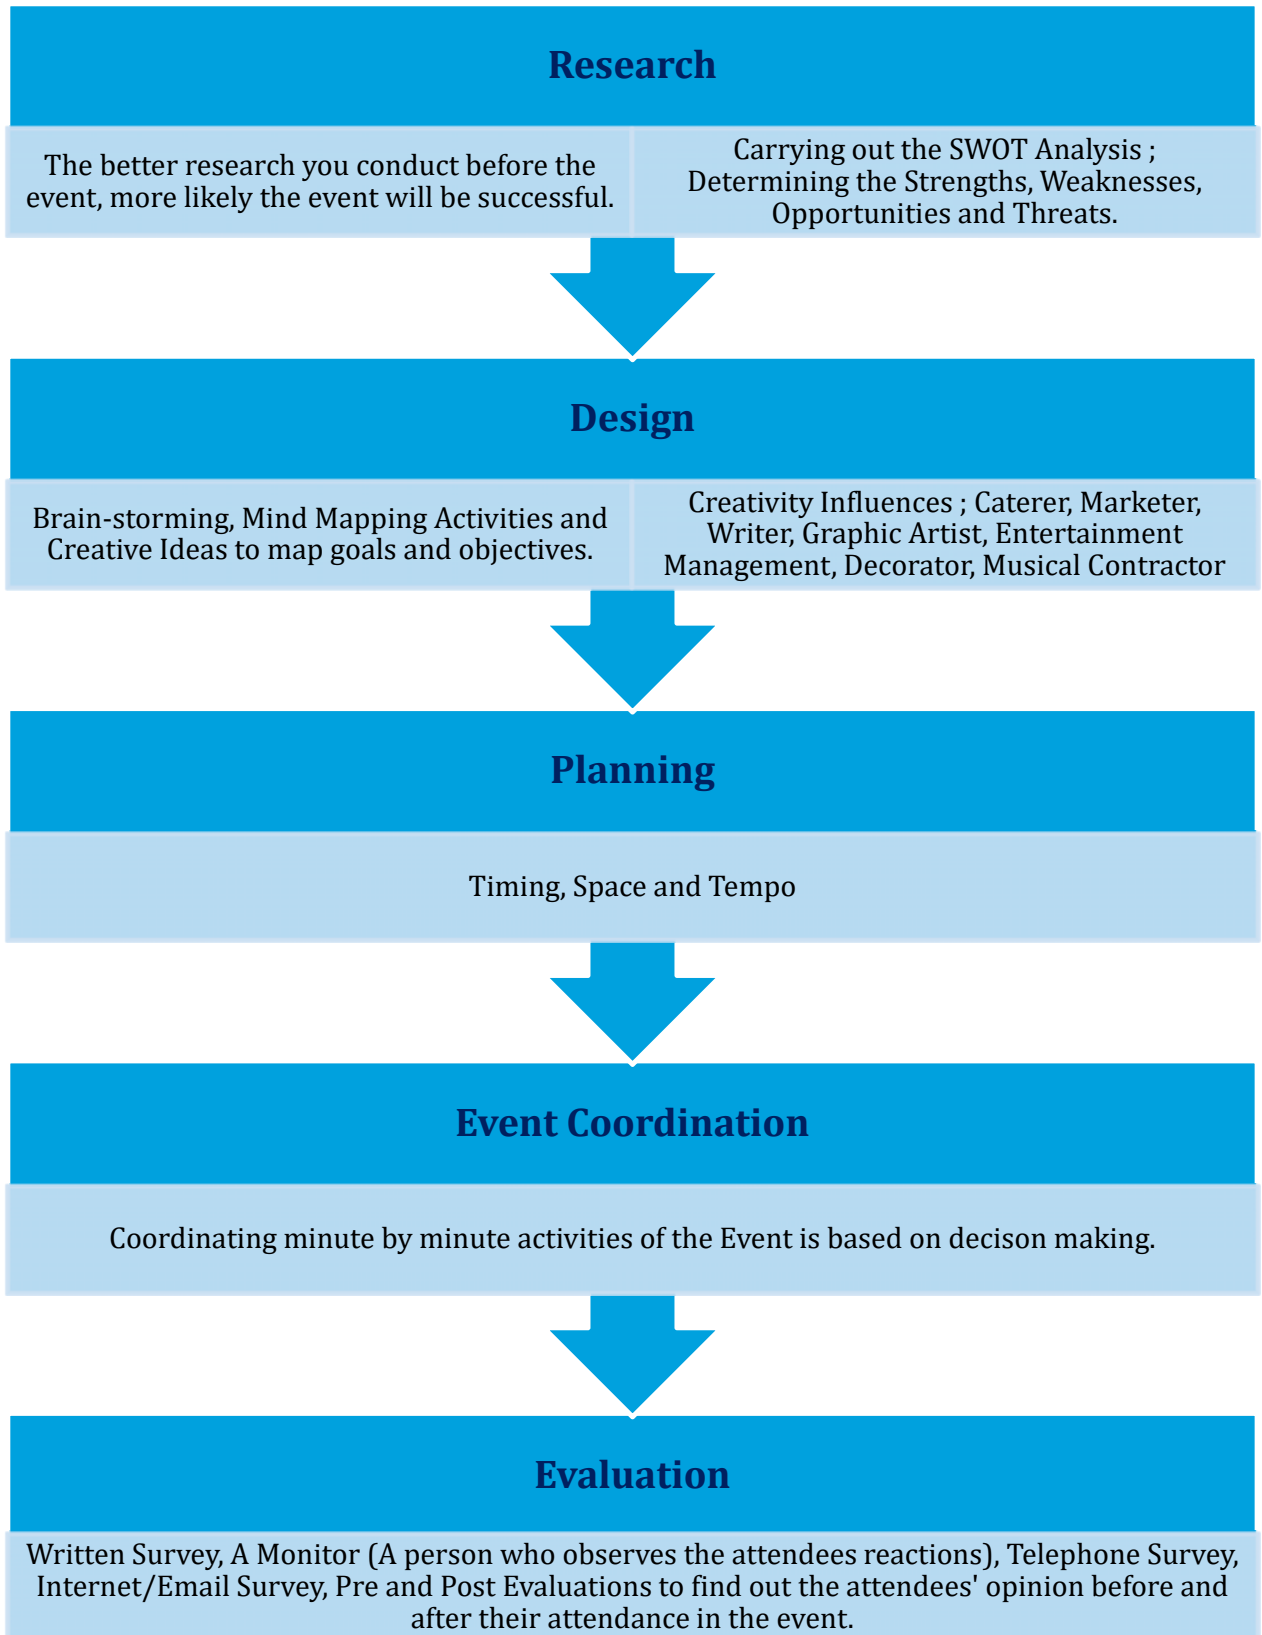 Research
The better research you conduct before the
event, more likely the event will be successful.
Carrying out the SWOT Analysis ;
Determining the Strengths, Weaknesses,
Opportunities and Threats.
Design
Brain-storming, Mind Mapping Activities and
Creative Ideas to map goals and objectives.
Creativity Influences ; Caterer, Marketer,
Writer, Graphic Artist, Entertainment
Management, Decorator, Musical Contractor
Planning
Timing, Space and Tempo
Event Coordination
Coordinating minute by minute activities of the Event is based on decison making.
Evaluation
Written Survey, A Monitor (A person who observes the attendees reactions), Telephone Survey,
Internet/Email Survey, Pre and Post Evaluations to find out the attendees' opinion before and
after their attendance in the event.